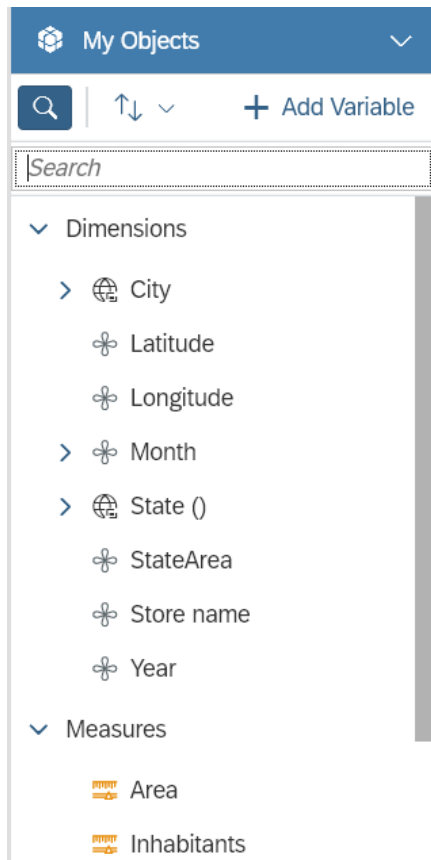 My Objects
+ Add Variable
Search
Dimensions
City
Latitude
Longitude
Month
State ()
StateArea
Store name
Year
Measures
Area
Inhabitants